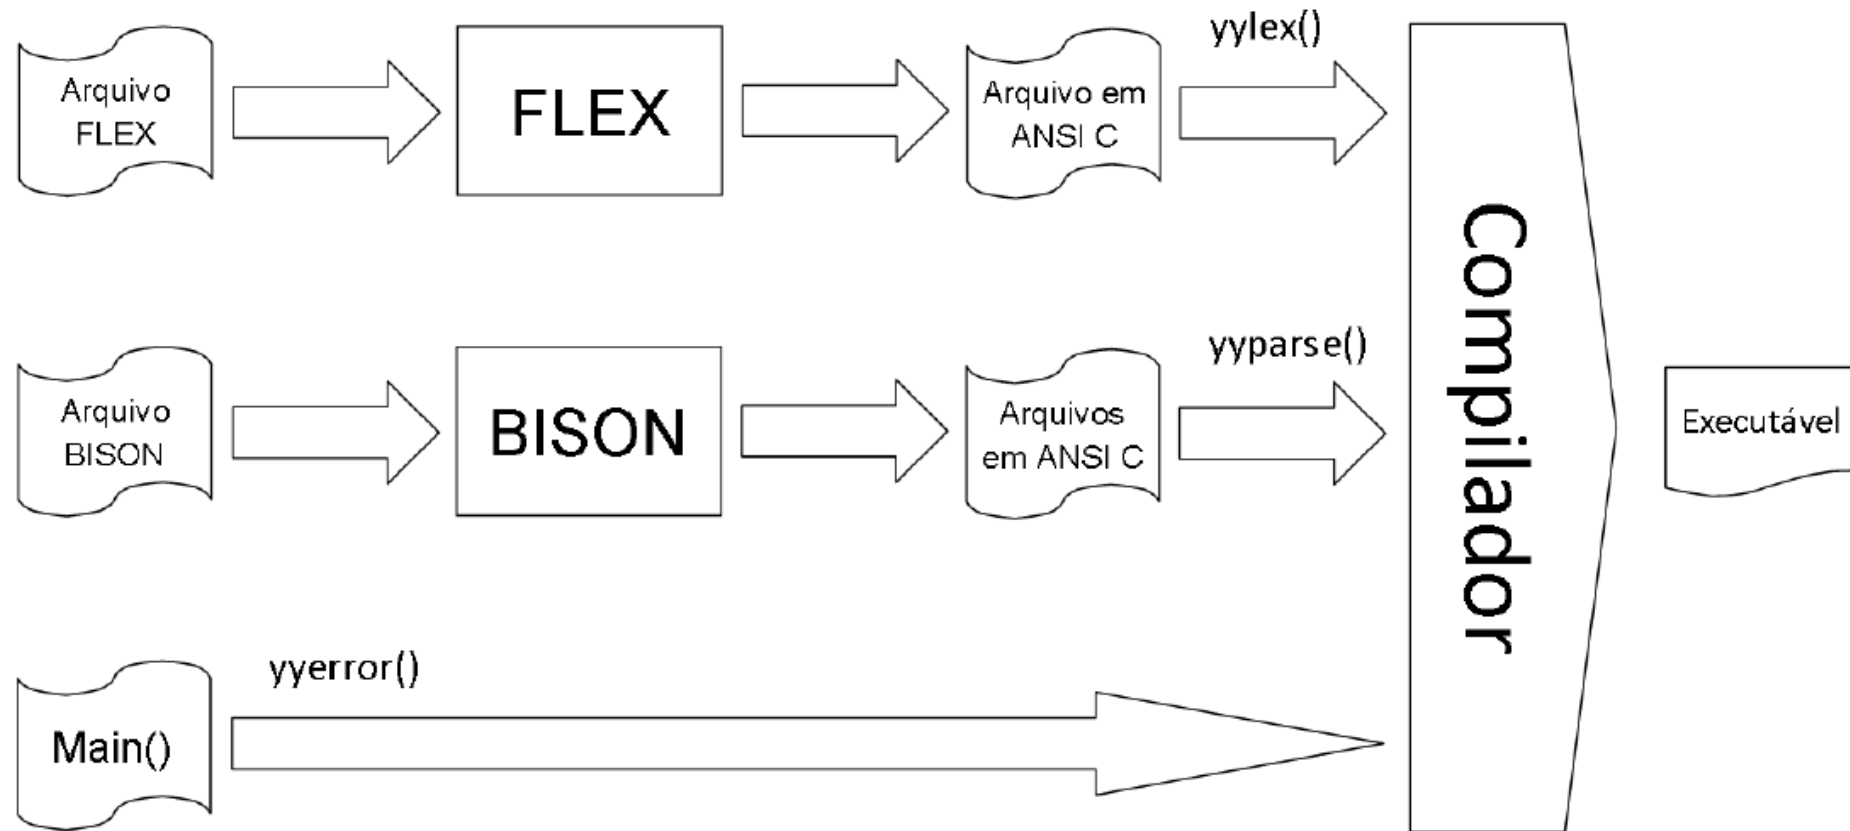 Arquivo
FLEX
FLEX
Arquivo em
ANSI C
yylex()
Arquivo
BISON
BISON
Arquivos
em ANSI C
yyparse()
Main()
yyerror()
Compilador
Executável